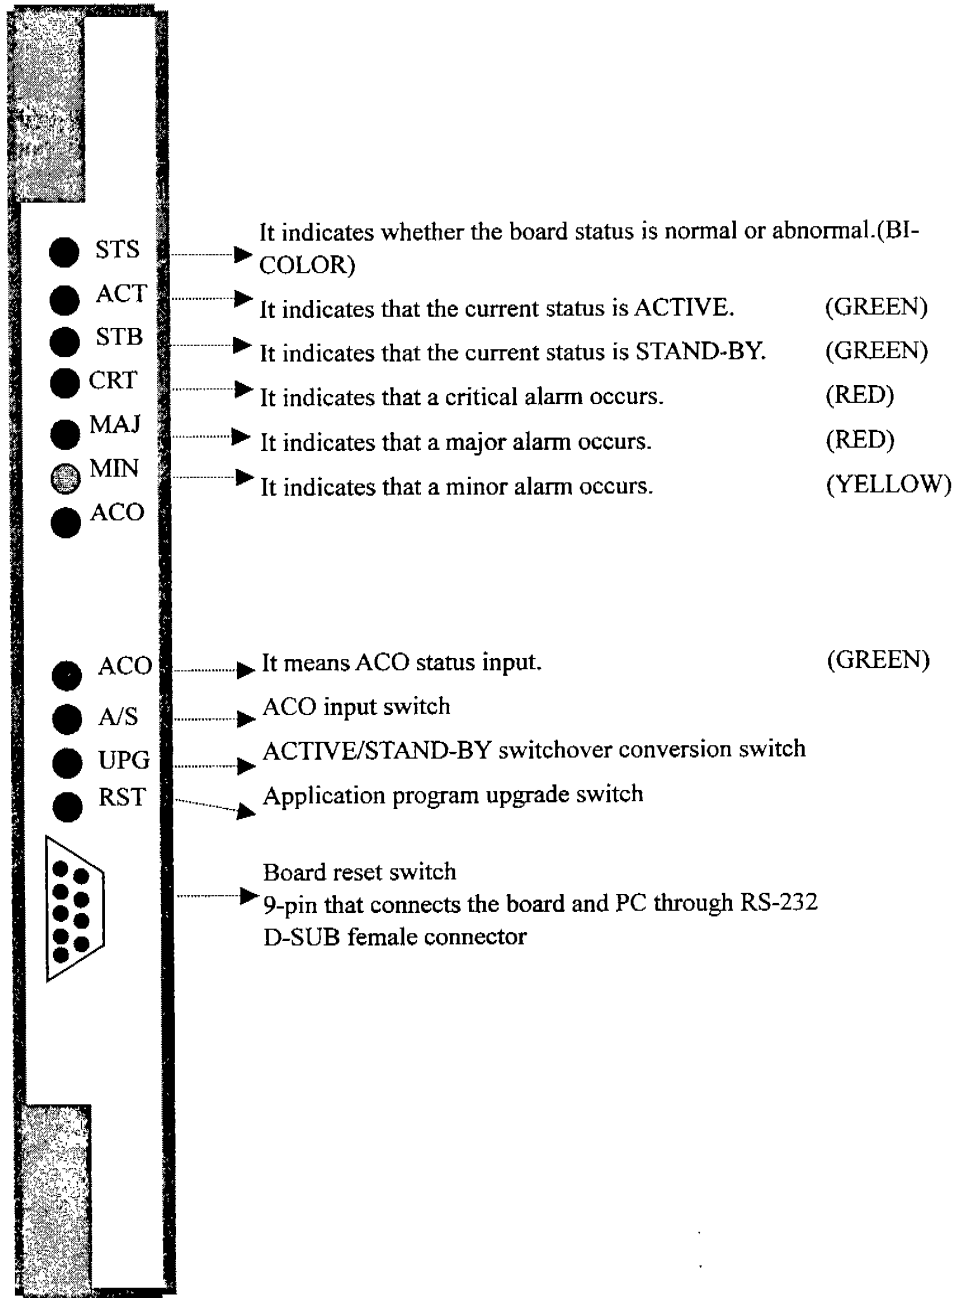 STS It indicates whether the board status is normal or abnormal.(BI-
COLOR)
ACT It indicates that the current status is ACTIVE. (GREEN)
STB It indicates that the current status is STAND-BY. (GREEN)
CRT It indicates that a critical alarm occurs. (RED)
MAJ It indicates that a major alarm occurs. (RED)
MIN It indicates that a minor alarm occurs. (YELLOW)
ACO
ACO It means ACO status input. (GREEN)
A/S ACO input switch
UPG ACTIVE/STAND-BY switchover conversion switch
RST Application program upgrade switch
Board reset switch
9-pin that connects the board and PC through RS-232
D-SUB female connector